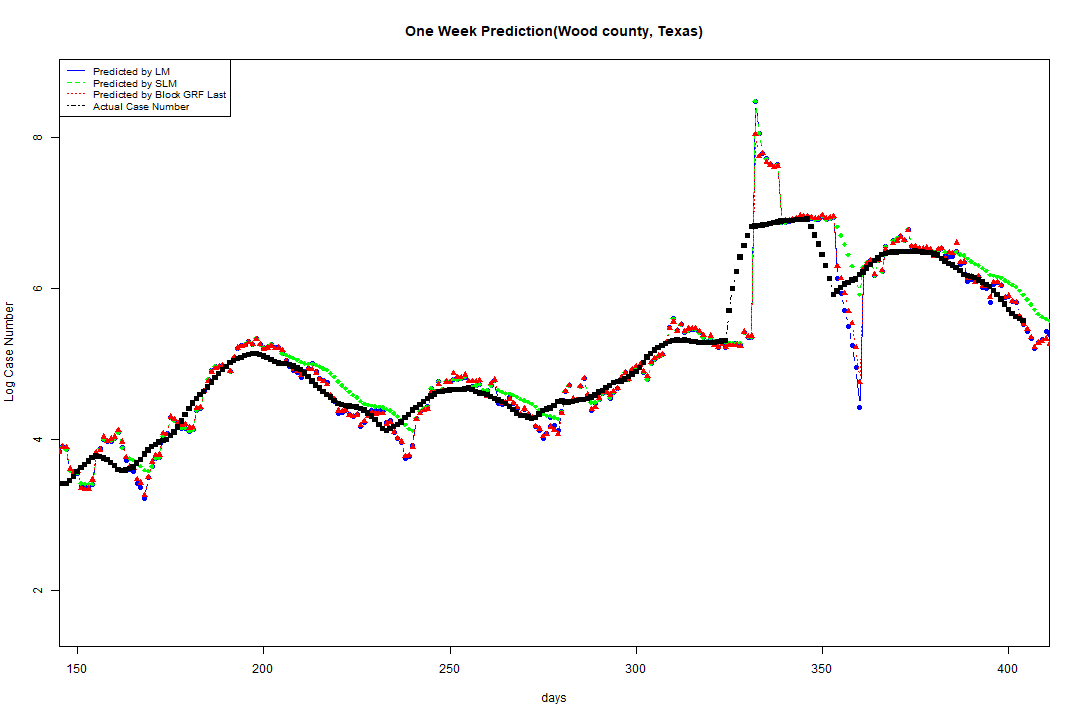 One Week Prediction(Wood county, Texas)
Predicted by LM
Predicted by SLM
Predicted by Block GRF Last
Actual Case Number
8
6
4
2
Log Case Number
150 200 250 300 350 400
days